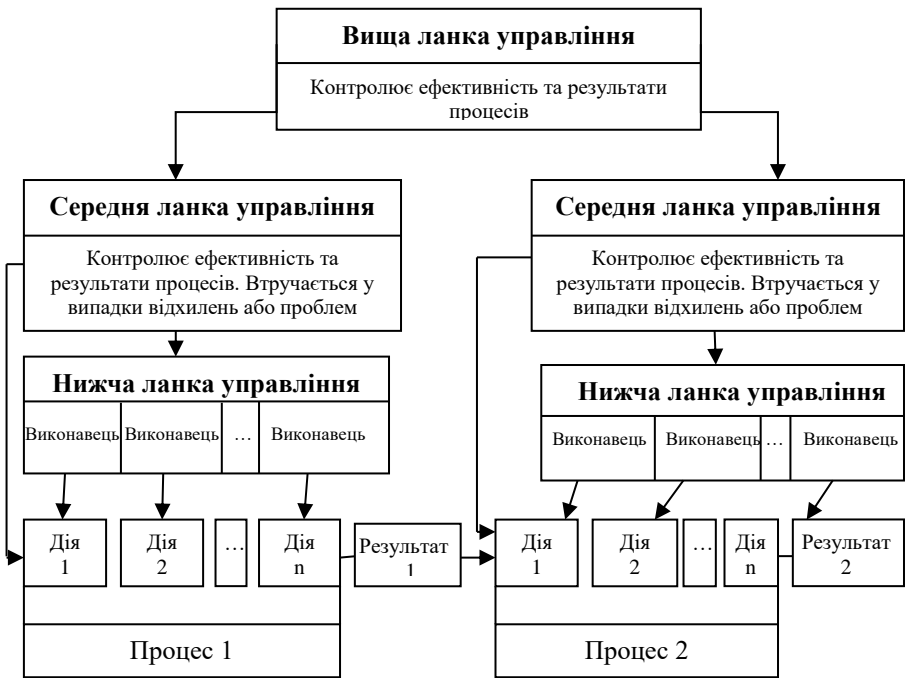 Вища ланка управління
Контролює ефективність та результати
процесів
Середня ланка управління
Контролює ефективність та
результати процесів. Втручається у
випадки відхилень або проблем
Нижча ланка управління
Виконавець Виконавець … Виконавець
Дія 1
Дія 2
…
Дія n
Результат 1
Процес 1
Середня ланка управління
Контролює ефективність та
результати процесів. Втручається у
випадки відхилень або проблем
Нижча ланка управління
Виконавець Виконавець … Виконавець
Дія 1
Дія 2
…
Дія n
Результат 2
Процес 2